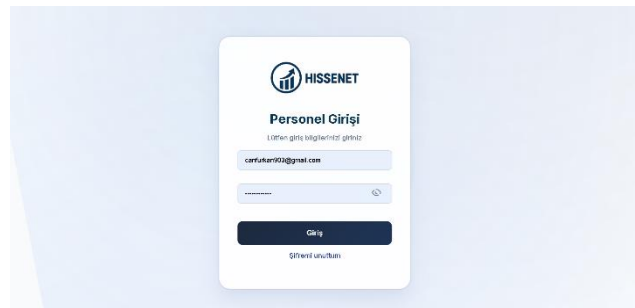 HISSENET
Personel Girişi
Lütfen giriş bilgilerinizi giriniz
canfurkan903@gmail.com
Giriş
Şifremi unuttum